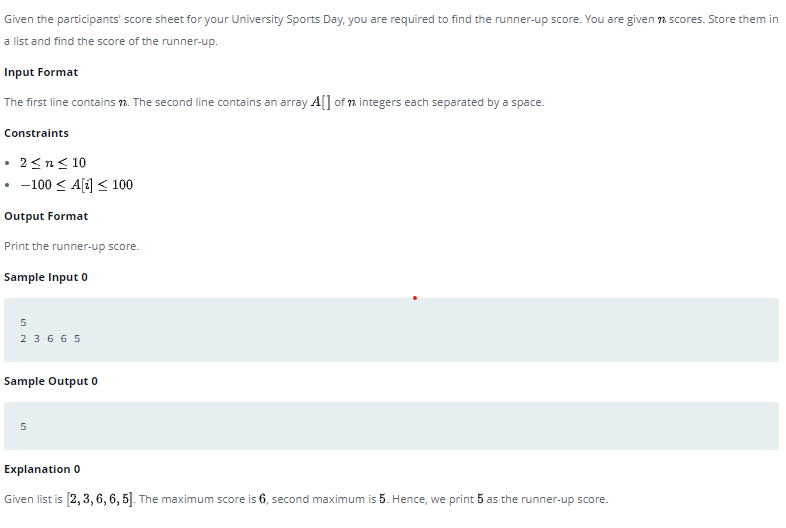 Given the participants' score sheet for your University Sports Day, you are required to find the runner-up score. You are given n scores. Store them in
a list and find the score of the runner-up.
Input Format
The first line contains n. The second line contains an array A[] of n integers each separated by a space.
Constraints
• 2 ≤ n ≤ 10
• −100 ≤ A[i] ≤ 100
Output Format
Print the runner-up score.
Sample Input 0
5
2 3 6 6 5
Sample Output 0
5
Explanation 0
Given list is [2, 3, 6, 6, 5]. The maximum score is 6, second maximum is 5. Hence, we print 5 as the runner-up score.